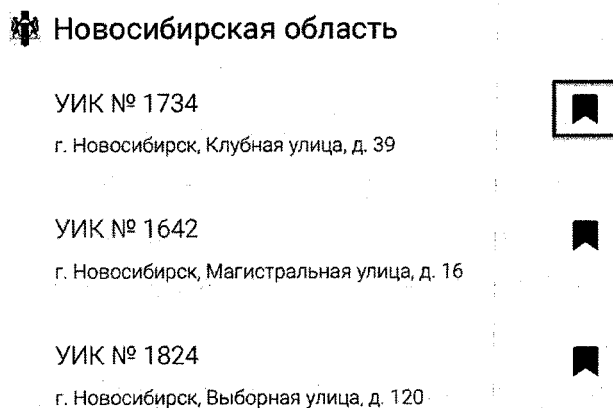 Новосибирская область
УИК № 1734
г. Новосибирск, Клубная улица, д. 39
УИК № 1642
г. Новосибирск, Магистральная улица, д. 16
УИК № 1824
г. Новосибирск, Выборная улица, д. 120